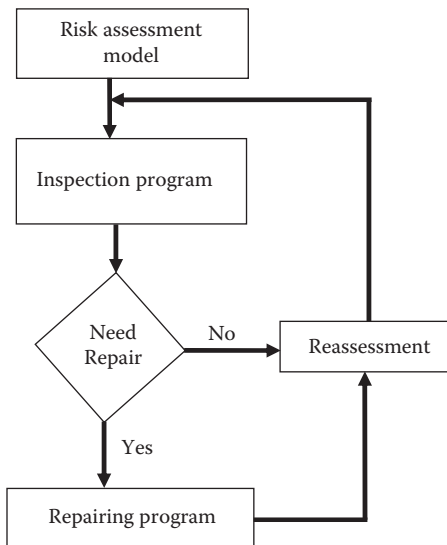 Risk assessment
model
Inspection program
Need
Repair
No
Reassessment
Yes
Repairing program